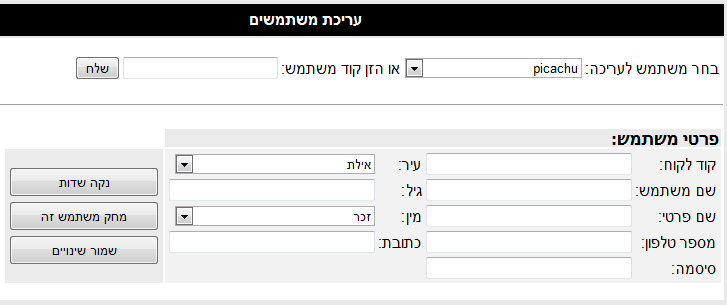 עריכת משתמשים
בחר משתמש לעריכה: picachu או הזן קוד משתמש: שלח
פרטי משתמש:
קוד לקוח: עיר: אילת
שם משתמש: גיל: נקה שדות
שם פרטי: מין: זכר מחק משתמש זה
מספר טלפון: כתובת: שמור שינויים
סיסמה: